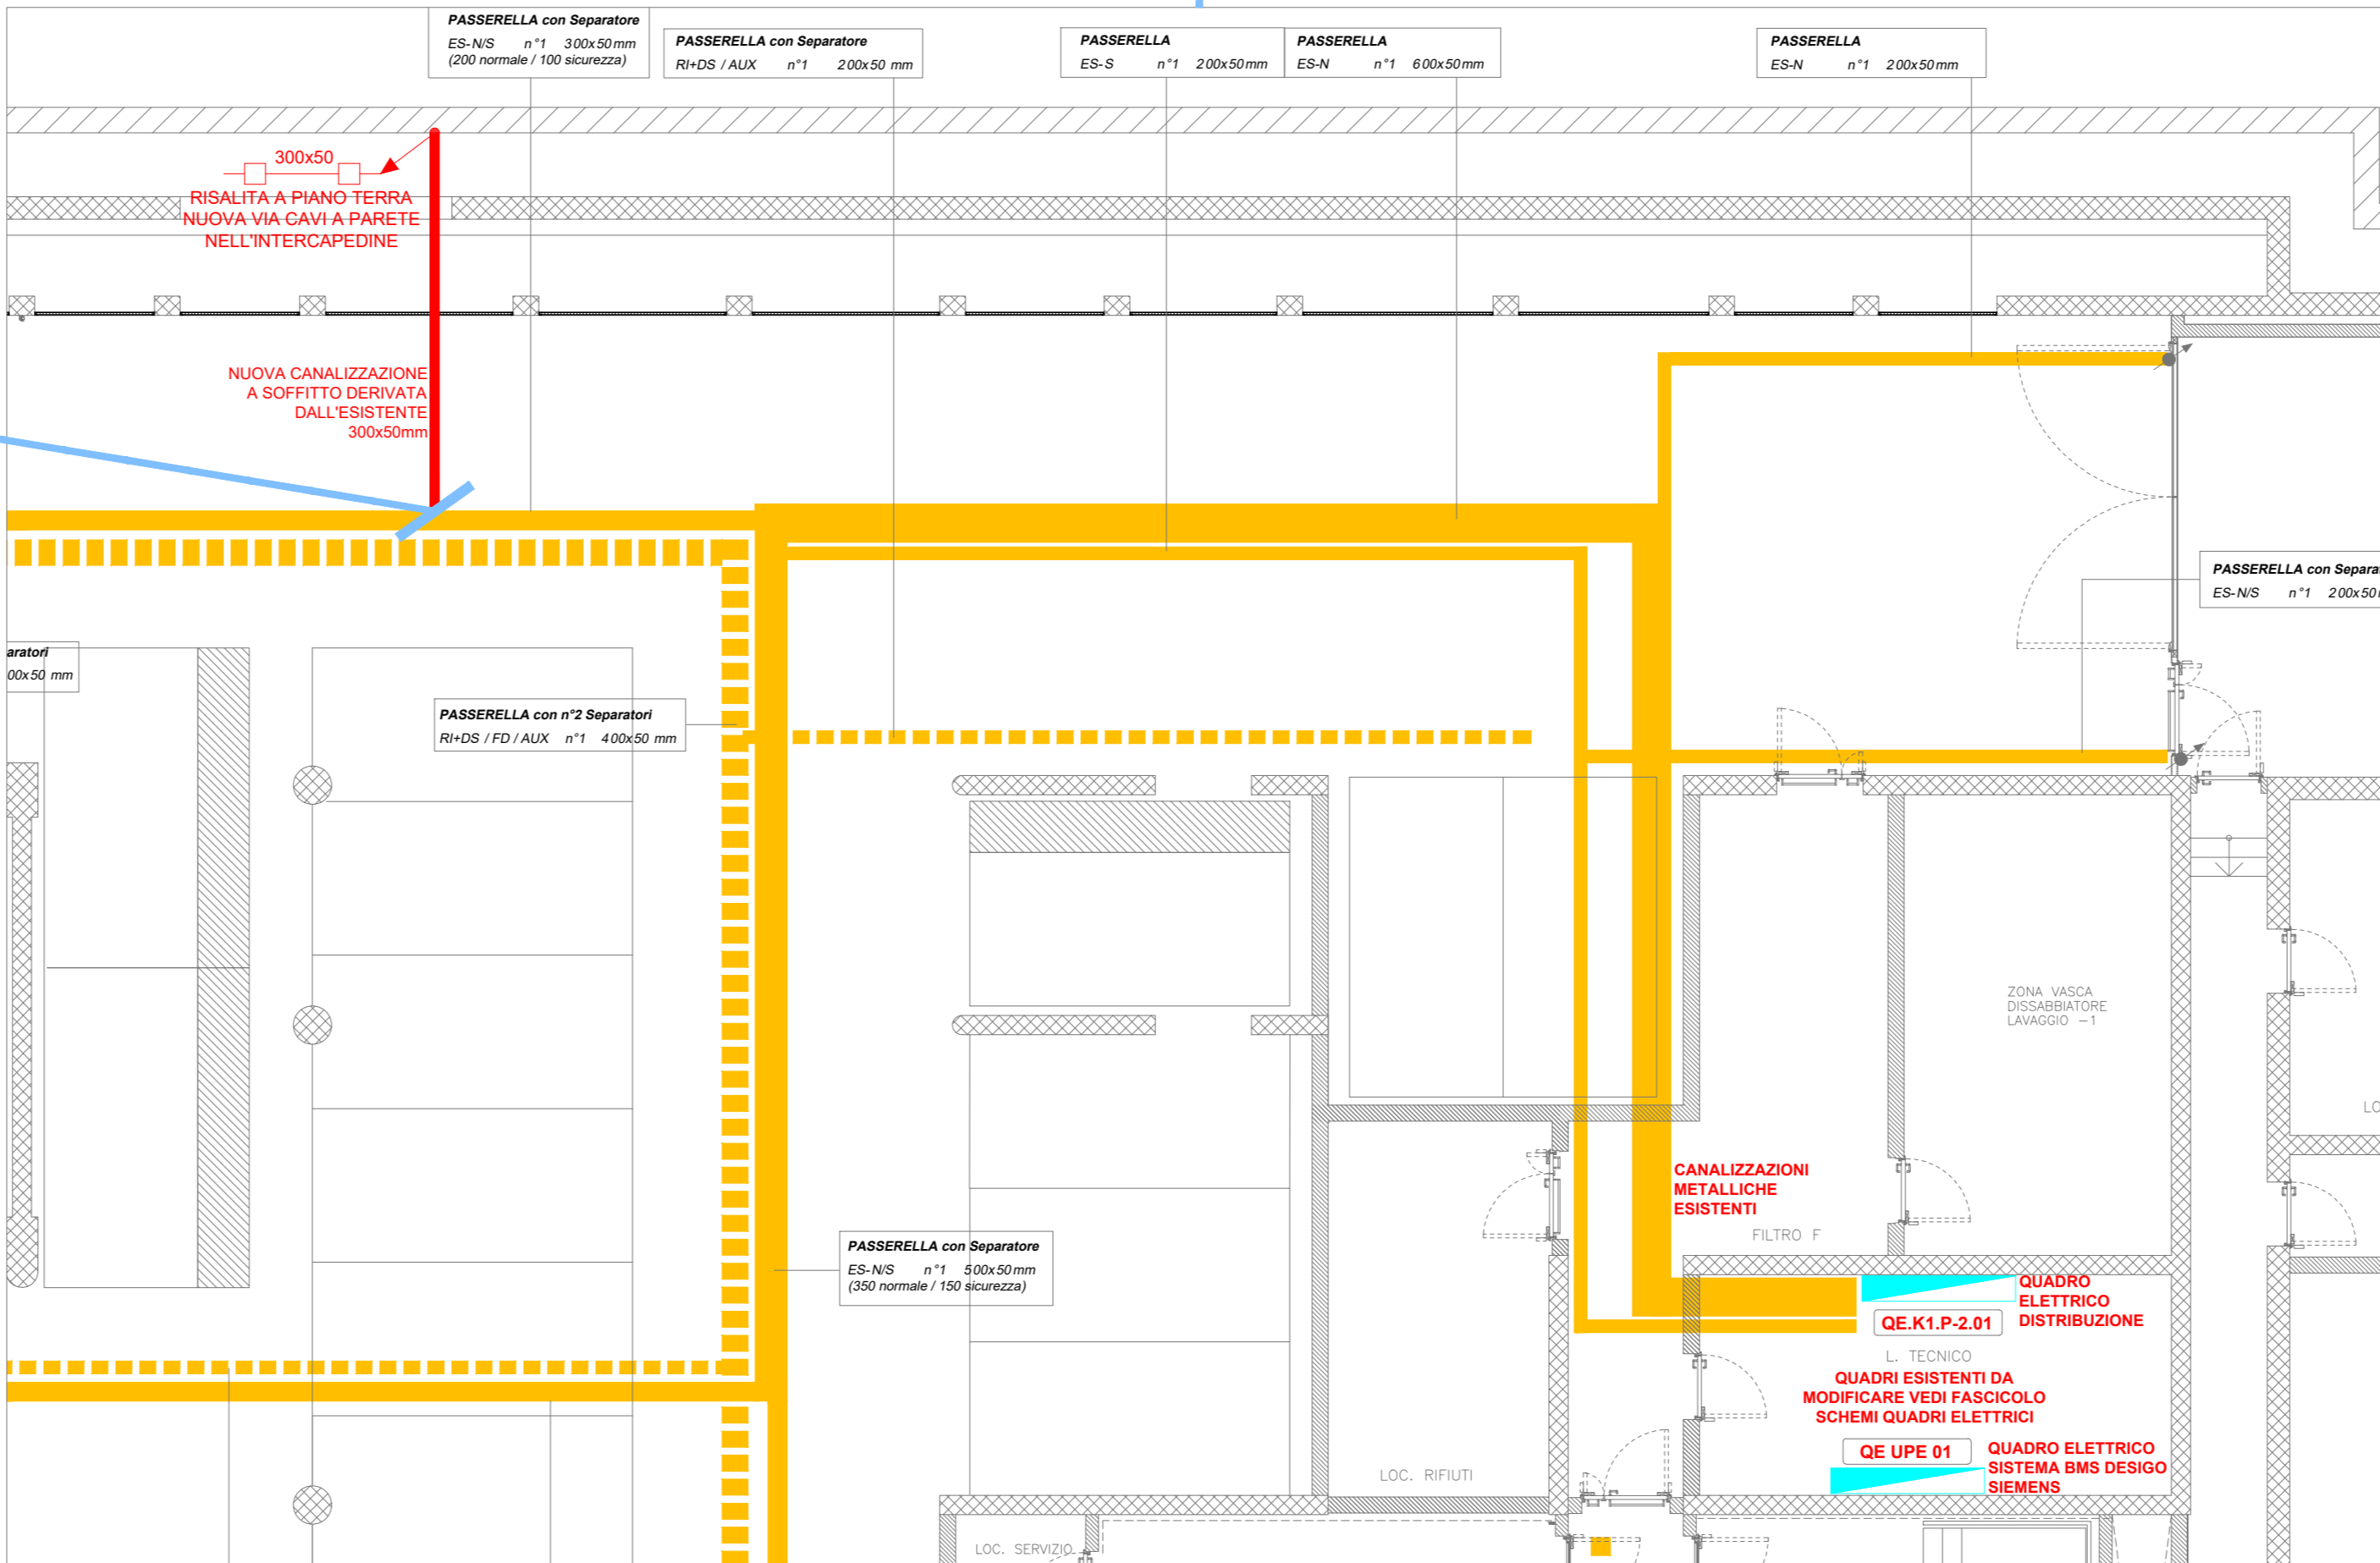 PASSERELLA con Separatore
ES-N/S n°1 300x50mm
(200 normale / 100 sicurezza)
PASSERELLA con Separatore
RI+DS / AUX n°1 200x50 mm
PASSERELLA
ES-S n°1 200x50mm
PASSERELLA
ES-N n°1 600x50mm
PASSERELLA
ES-N n°1 200x50mm
300x50
RISALITA A PIANO TERRA
NUOVA VIA CAVI A PARETE
NELL'INTERCAPEDINE
NUOVA CANALIZZAZIONE
A SOFFITTO DERIVATA
DALL'ESISTENTE
300x50mm
PASSERELLA con Separat
ES-N/S n°1 200x50
aratori
00x50 mm
PASSERELLA con n°2 Separatori
RI+DS / FD / AUX n°1 400x50 mm
ZONA VASCA
DISSABBIATORE
LAVAGGIO -1
LO
CANALIZZAZIONI
METALLICHE
ESISTENTI
FILTRO F
PASSERELLA con Separatore
ES-N/S n°1 500x50mm
(350 normale / 150 sicurezza)
QUADRO
ELETTRICO
DISTRIBUZIONE
QE.K1.P-2.01
L. TECNICO
QUADRI ESISTENTI DA
MODIFICARE VEDI FASCICOLO
SCHEMI QUADRI ELETTRICI
QE UPE 01
QUADRO ELETTRICO
SISTEMA BMS DESIGO
SIEMENS
LOC. RIFIUTI
LOC. SERVIZIO